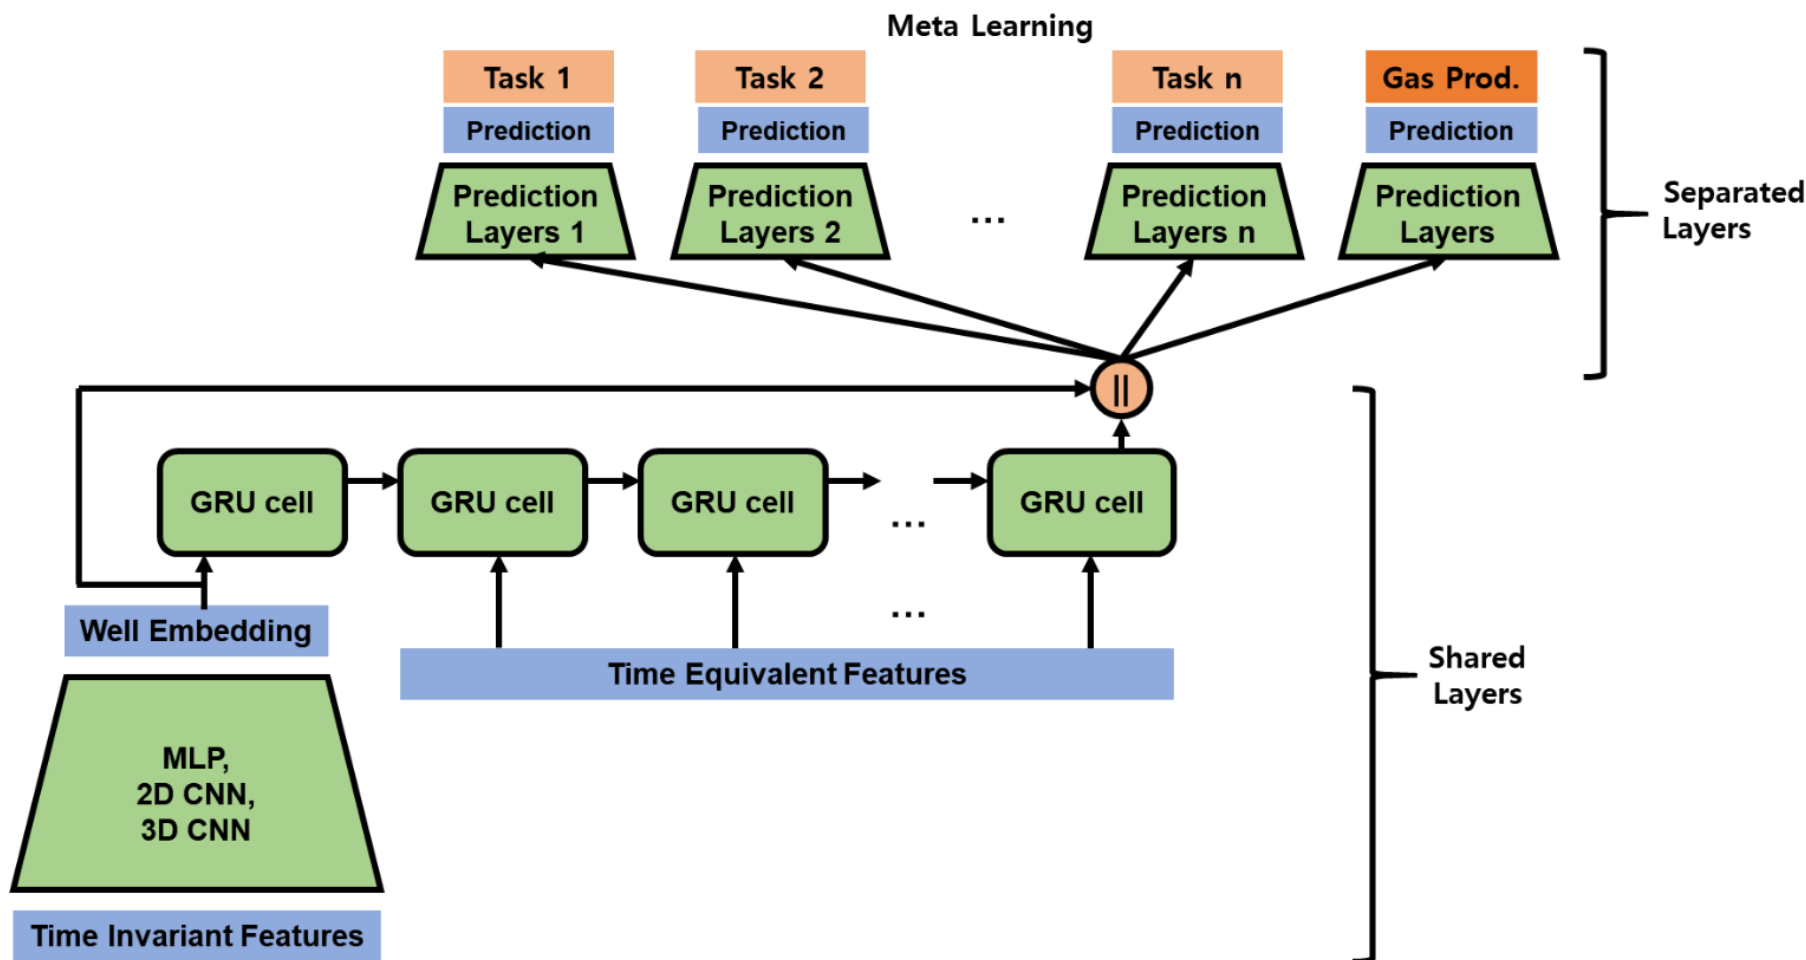 Meta Learning
Task 1
Task 2
Task n
Gas Prod.
Prediction
Prediction
Prediction
Prediction
Prediction
Layers 1
Prediction
Layers 2
...
Prediction
Layers n
Prediction
Layers
Separated
Layers
||
GRU cell
GRU cell
GRU cell
...
GRU cell
...
Well Embedding
Time Equivalent Features
Shared
Layers
MLP,
2D CNN,
3D CNN
Time Invariant Features